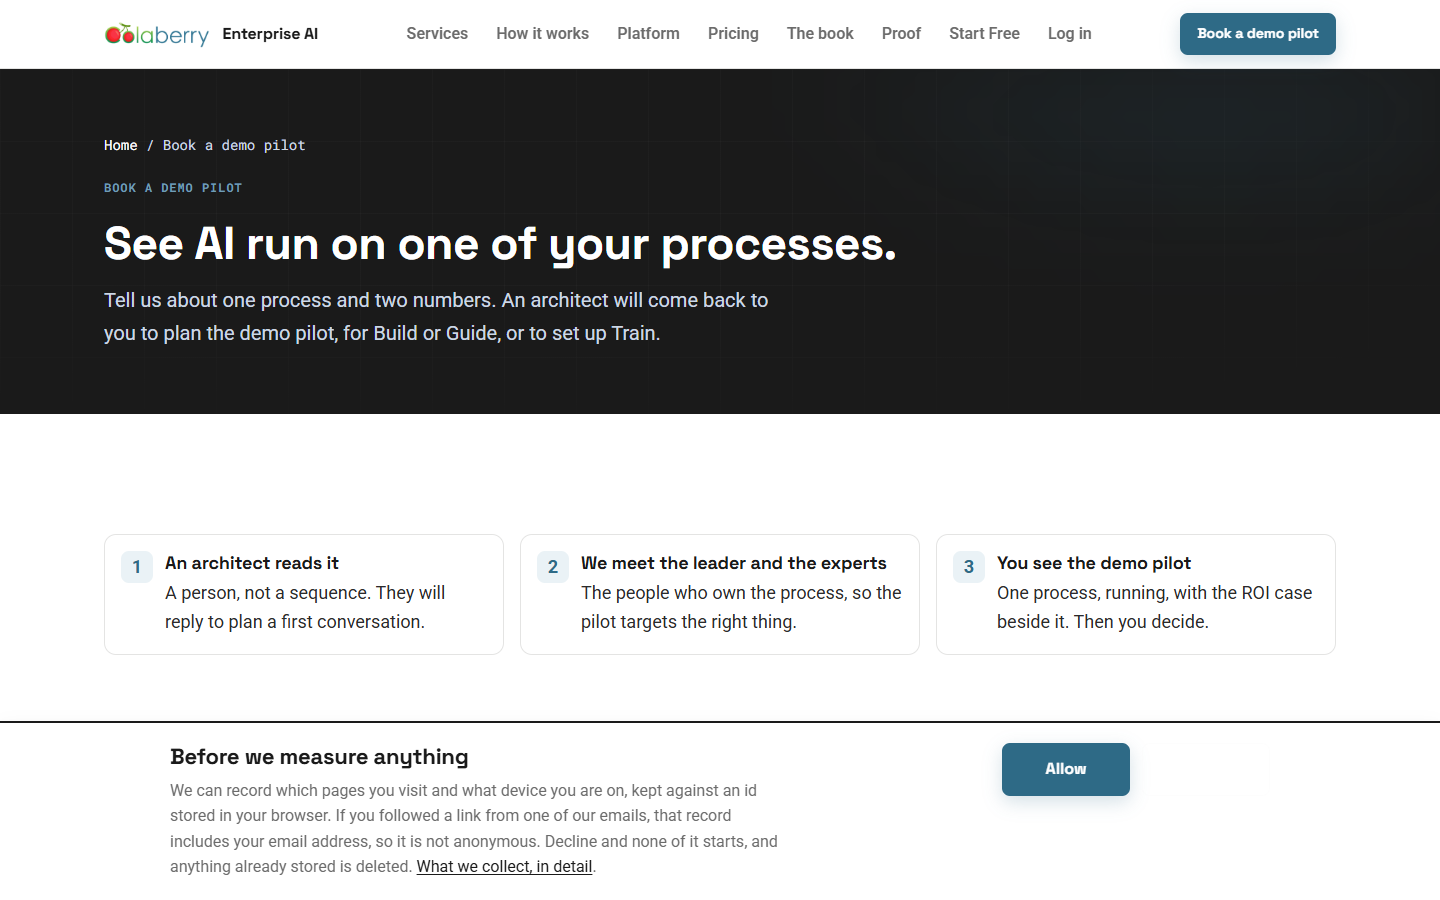 laberry Enterprise AI Services How it works Platform Pricing The book Proof Start Free Log in Book a demo pilot
Home / Book a demo pilot
BOOK A DEMO PILOT
See AI run on one of your processes.
Tell us about one process and two numbers. An architect will come back to
you to plan the demo pilot, for Build or Guide, or to set up Train.
1 An architect reads it
A person, not a sequence. They will
reply to plan a first conversation.
2 We meet the leader and the experts
The people who own the process, so the
pilot targets the right thing.
3 You see the demo pilot
One process, running, with the ROI case
beside it. Then you decide.
Before we measure anything
We can record which pages you visit and what device you are on, kept against an id
stored in your browser. If you followed a link from one of our emails, that record
includes your email address, so it is not anonymous. Decline and none of it starts, and
anything already stored is deleted. What we collect, in detail.
Allow